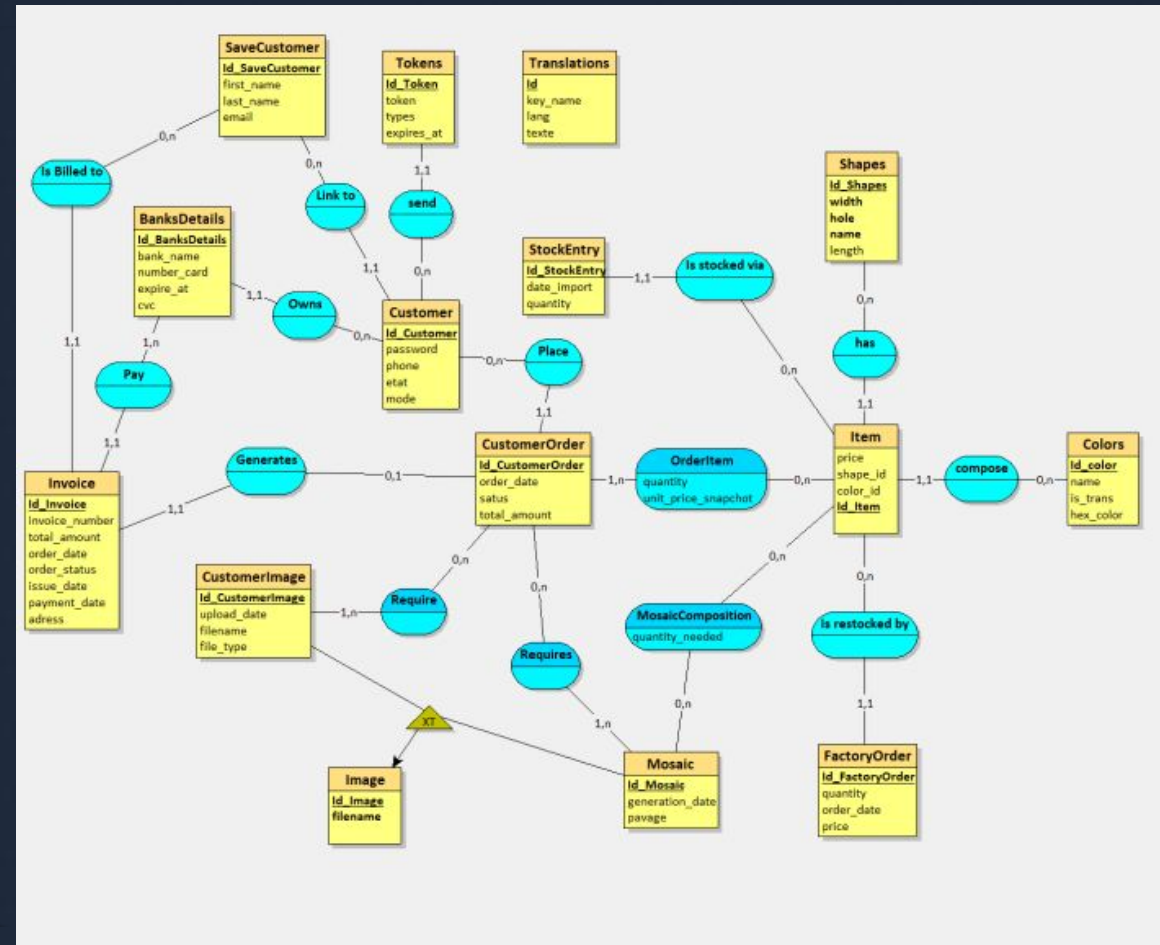 SaveCustomer
Id_SaveCustomer
first_name
last_name
email
Tokens
Id_Token
token
types
expires_at
Translations
Id
key_name
lang
texte
0,n
Is Billed to
0,n
Link to
1,1
send
Shapes
Id_Shapes
width
hole
name
length
BanksDetails
Id_BanksDetails
bank_name
number_card
expire_at
cvc
1,1
Owns
0,n
1,1
0,n
Customer
Id_Customer
password
phone
etat
mode
StockEntry
Id_StockEntry
date_import
quantity
1,1
Is stocked via
0,n
0,n
has
1,1
1,1
1,n
Pay
1,1
0,n
Place
1,1
Invoice
Id_Invoice
invoice_number
total_amount
order_date
order_status
issue_date
payment_date
adress
Generates
1,1
0,1
CustomerOrder
Id_CustomerOrder
order_date
satus
total_amount
1,n
OrderItem
quantity
unit_price_snapchot
0,n
Item
price
shape_id
color_id
Id_Item
1,1
compose
0,n
Colors
Id_color
name
is_trans
hex_color
CustomerImage
Id_CustomerImage
upload_date
filename
file_type
1,n
Require
0,n
0,n
Requires
1,n
0,n
MosaicComposition
quantity_needed
0,n
0,n
Is restocked by
1,1
XT
Image
Id_Image
filename
Mosaic
Id_Mosaic
generation_date
pavage
FactoryOrder
Id_FactoryOrder
quantity
order_date
price